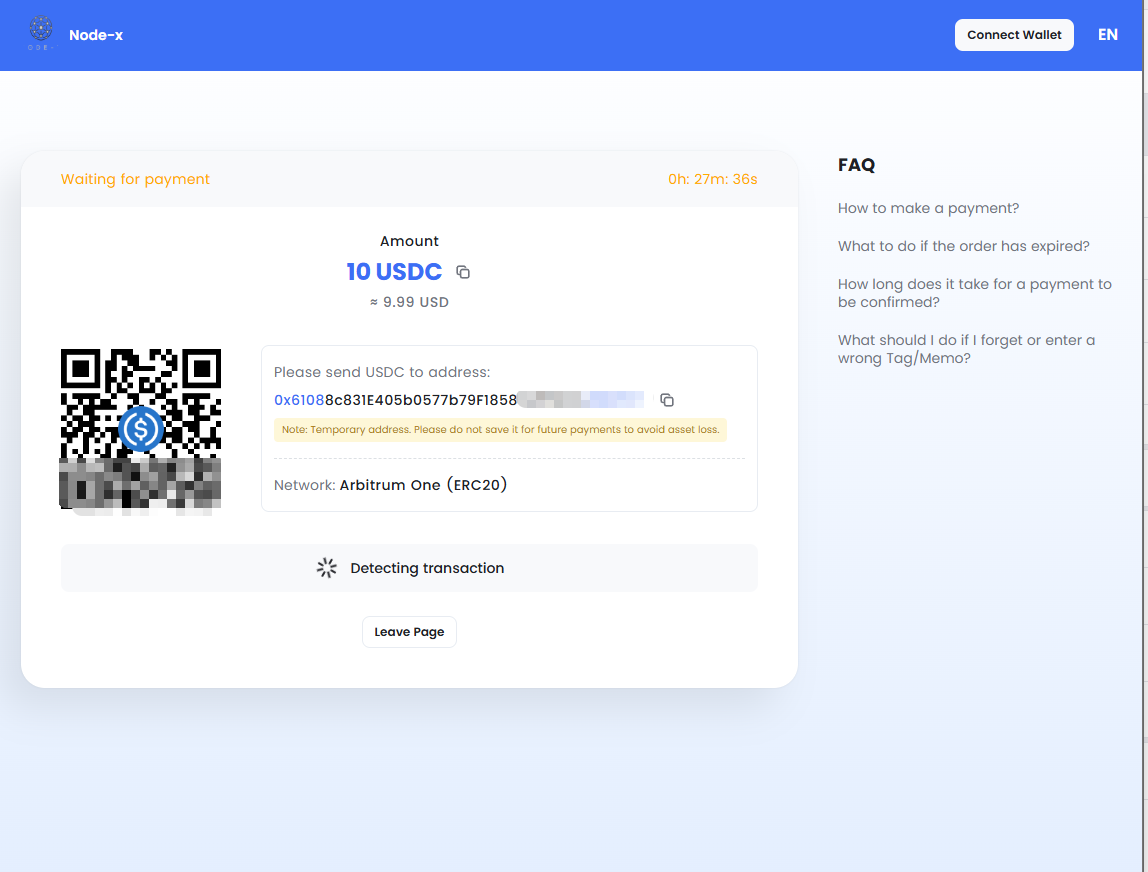 Node-x
Connect Wallet
EN
Waiting for payment
0h: 27m: 36s
Amount
10 USDC
≈ 9.99 USD
Please send USDC to address:
0x61088c831E405b0577b79F1858
Note: Temporary address. Please do not save it for future payments to avoid asset loss.
Network: Arbitrum One (ERC20)
Detecting transaction
Leave Page
FAQ
How to make a payment?
What to do if the order has expired?
How long does it take for a payment to
be confirmed?
What should I do if I forget or enter a
wrong Tag/Memo?